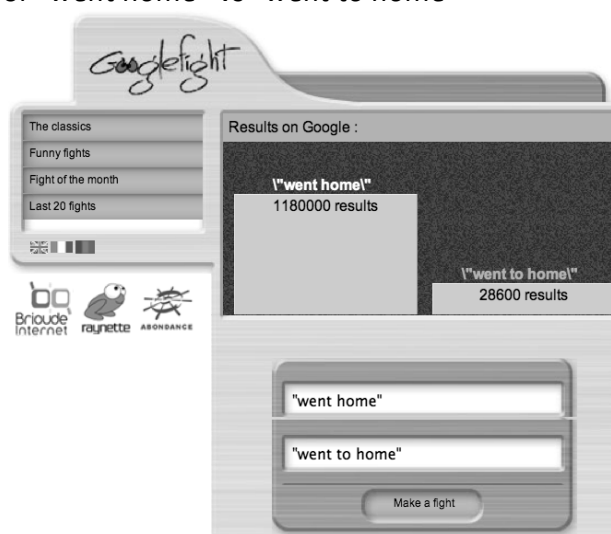 or "went home" to "went to home"
Googlefight
The classics
Funny fights
Fight of the month
Last 20 fights
Results on Google :
\"went home\"
1180000 results
\"went to home\"
28600 results
Brioude
Internet
raynette
ABONDANCE
"went home"
"went to home"
Make a fight